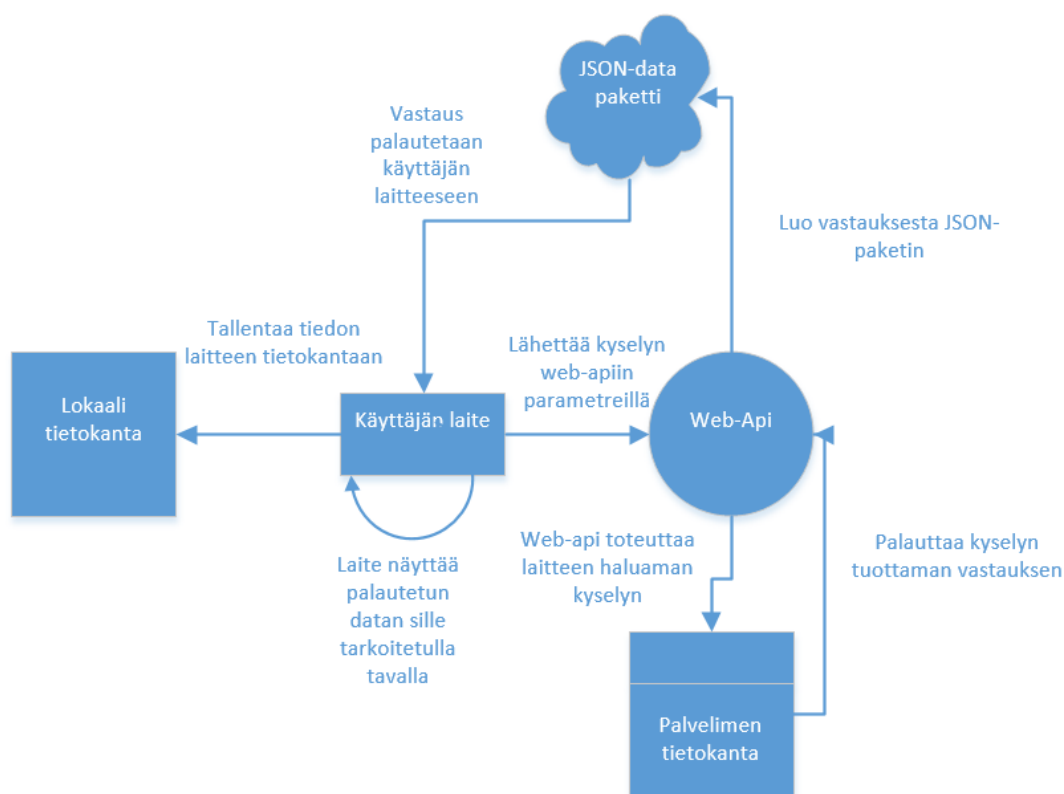 JSON-data
paketti
Vastaus
palautetaan
käyttäjän
laitteeseen
Luo vastauksesta JSON-
paketin
Tallentaa tiedon
laitteen tietokantaan
Lähettää kyselyn
web-apiin
parametreillä
Lokaali
tietokanta
Käyttäjän laite
Web-Api
Laite näyttää
palautetun
datan sille
tarkoitetulla
tavalla
Web-api toteuttaa
laitteen haluaman
kyselyn
Palauttaa kyselyn
tuottaman vastauksen
Palvelimen
tietokanta